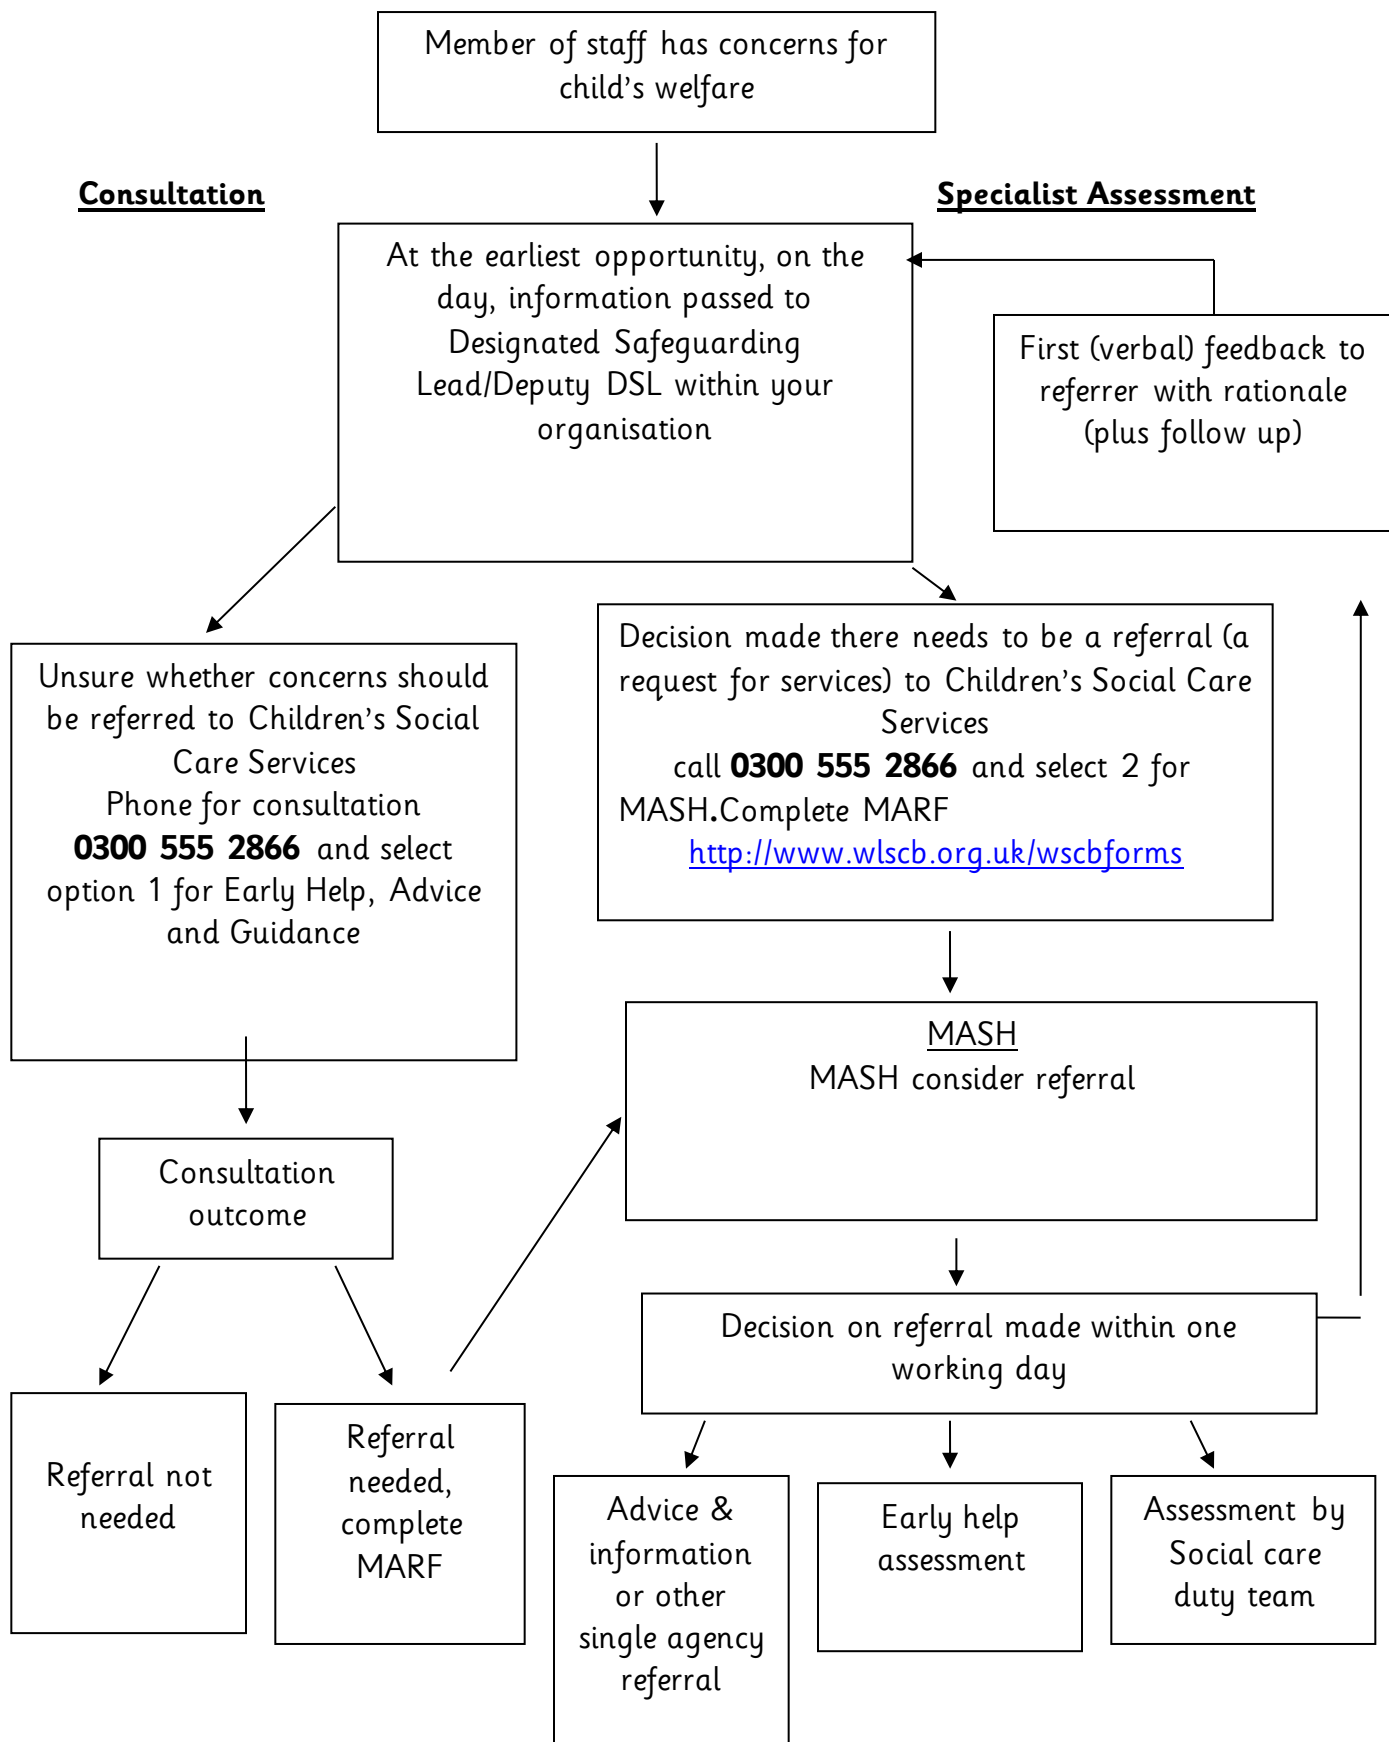 Member of staff has concerns for
child's welfare
Consultation
Specialist Assessment
At the earliest opportunity, on the
day, information passed to
Designated Safeguarding
Lead/Deputy DSL within your
organisation
First (verbal) feedback to
referrer with rationale
(plus follow up)
Unsure whether concerns should
be referred to Children's Social
Care Services
Phone for consultation
0300 555 2866 and select
option 1 for Early Help, Advice
and Guidance
Decision made there needs to be a referral (a
request for services) to Children's Social Care
Services
call 0300 555 2866 and select 2 for
MASH.Complete MARF
http://www.wlscb.org.uk/wscbforms
MASH
MASH consider referral
Consultation
outcome
Decision on referral made within one
working day
Referral not
needed
Referral
needed,
complete
MARF
Advice &
information
or other
single agency
referral
Early help
assessment
Assessment by
Social care
duty team